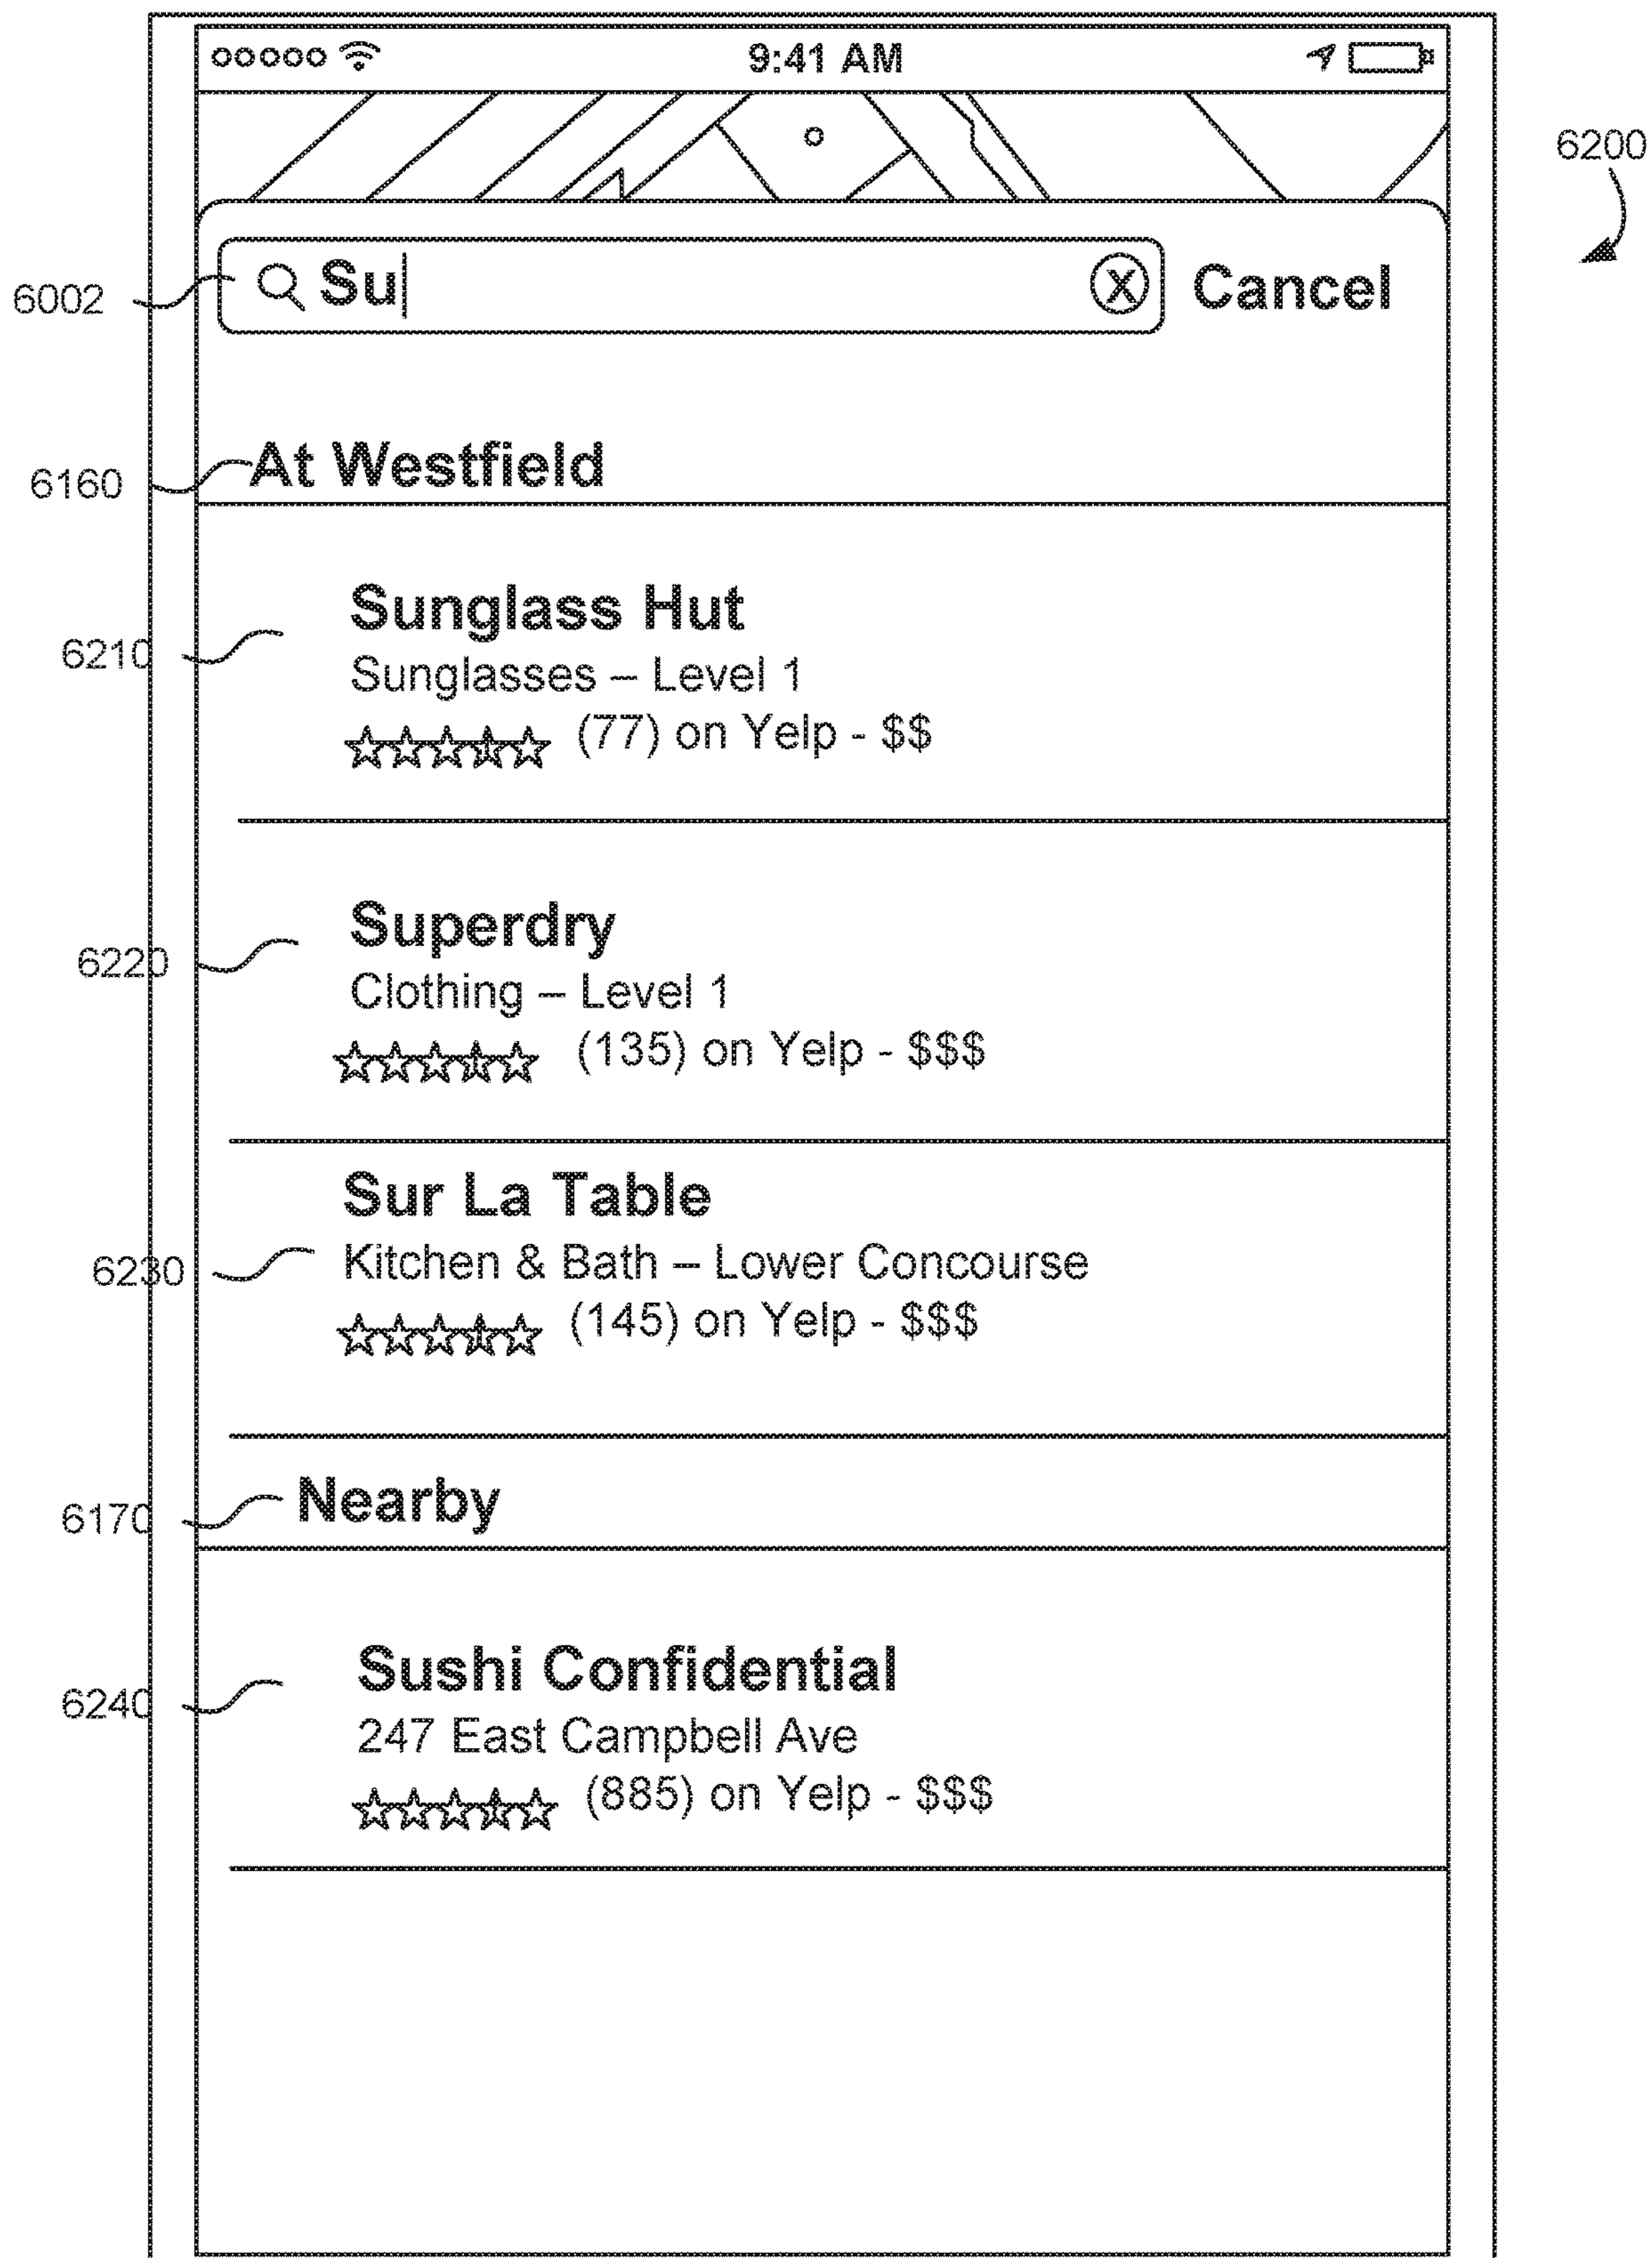 9:41 AM
6200
6002 Su X Cancel
6160 At Westfield
Sunglass Hut
6210 Sunglasses – Level 1
(77) on Yelp - $$
Superdry
6220 Clothing – Level 1
(135) on Yelp - $$$
Sur La Table
6230 Kitchen & Bath – Lower Concourse
(145) on Yelp - $$$
6170 Nearby
Sushi Confidential
6240 247 East Campbell Ave
(885) on Yelp - $$$